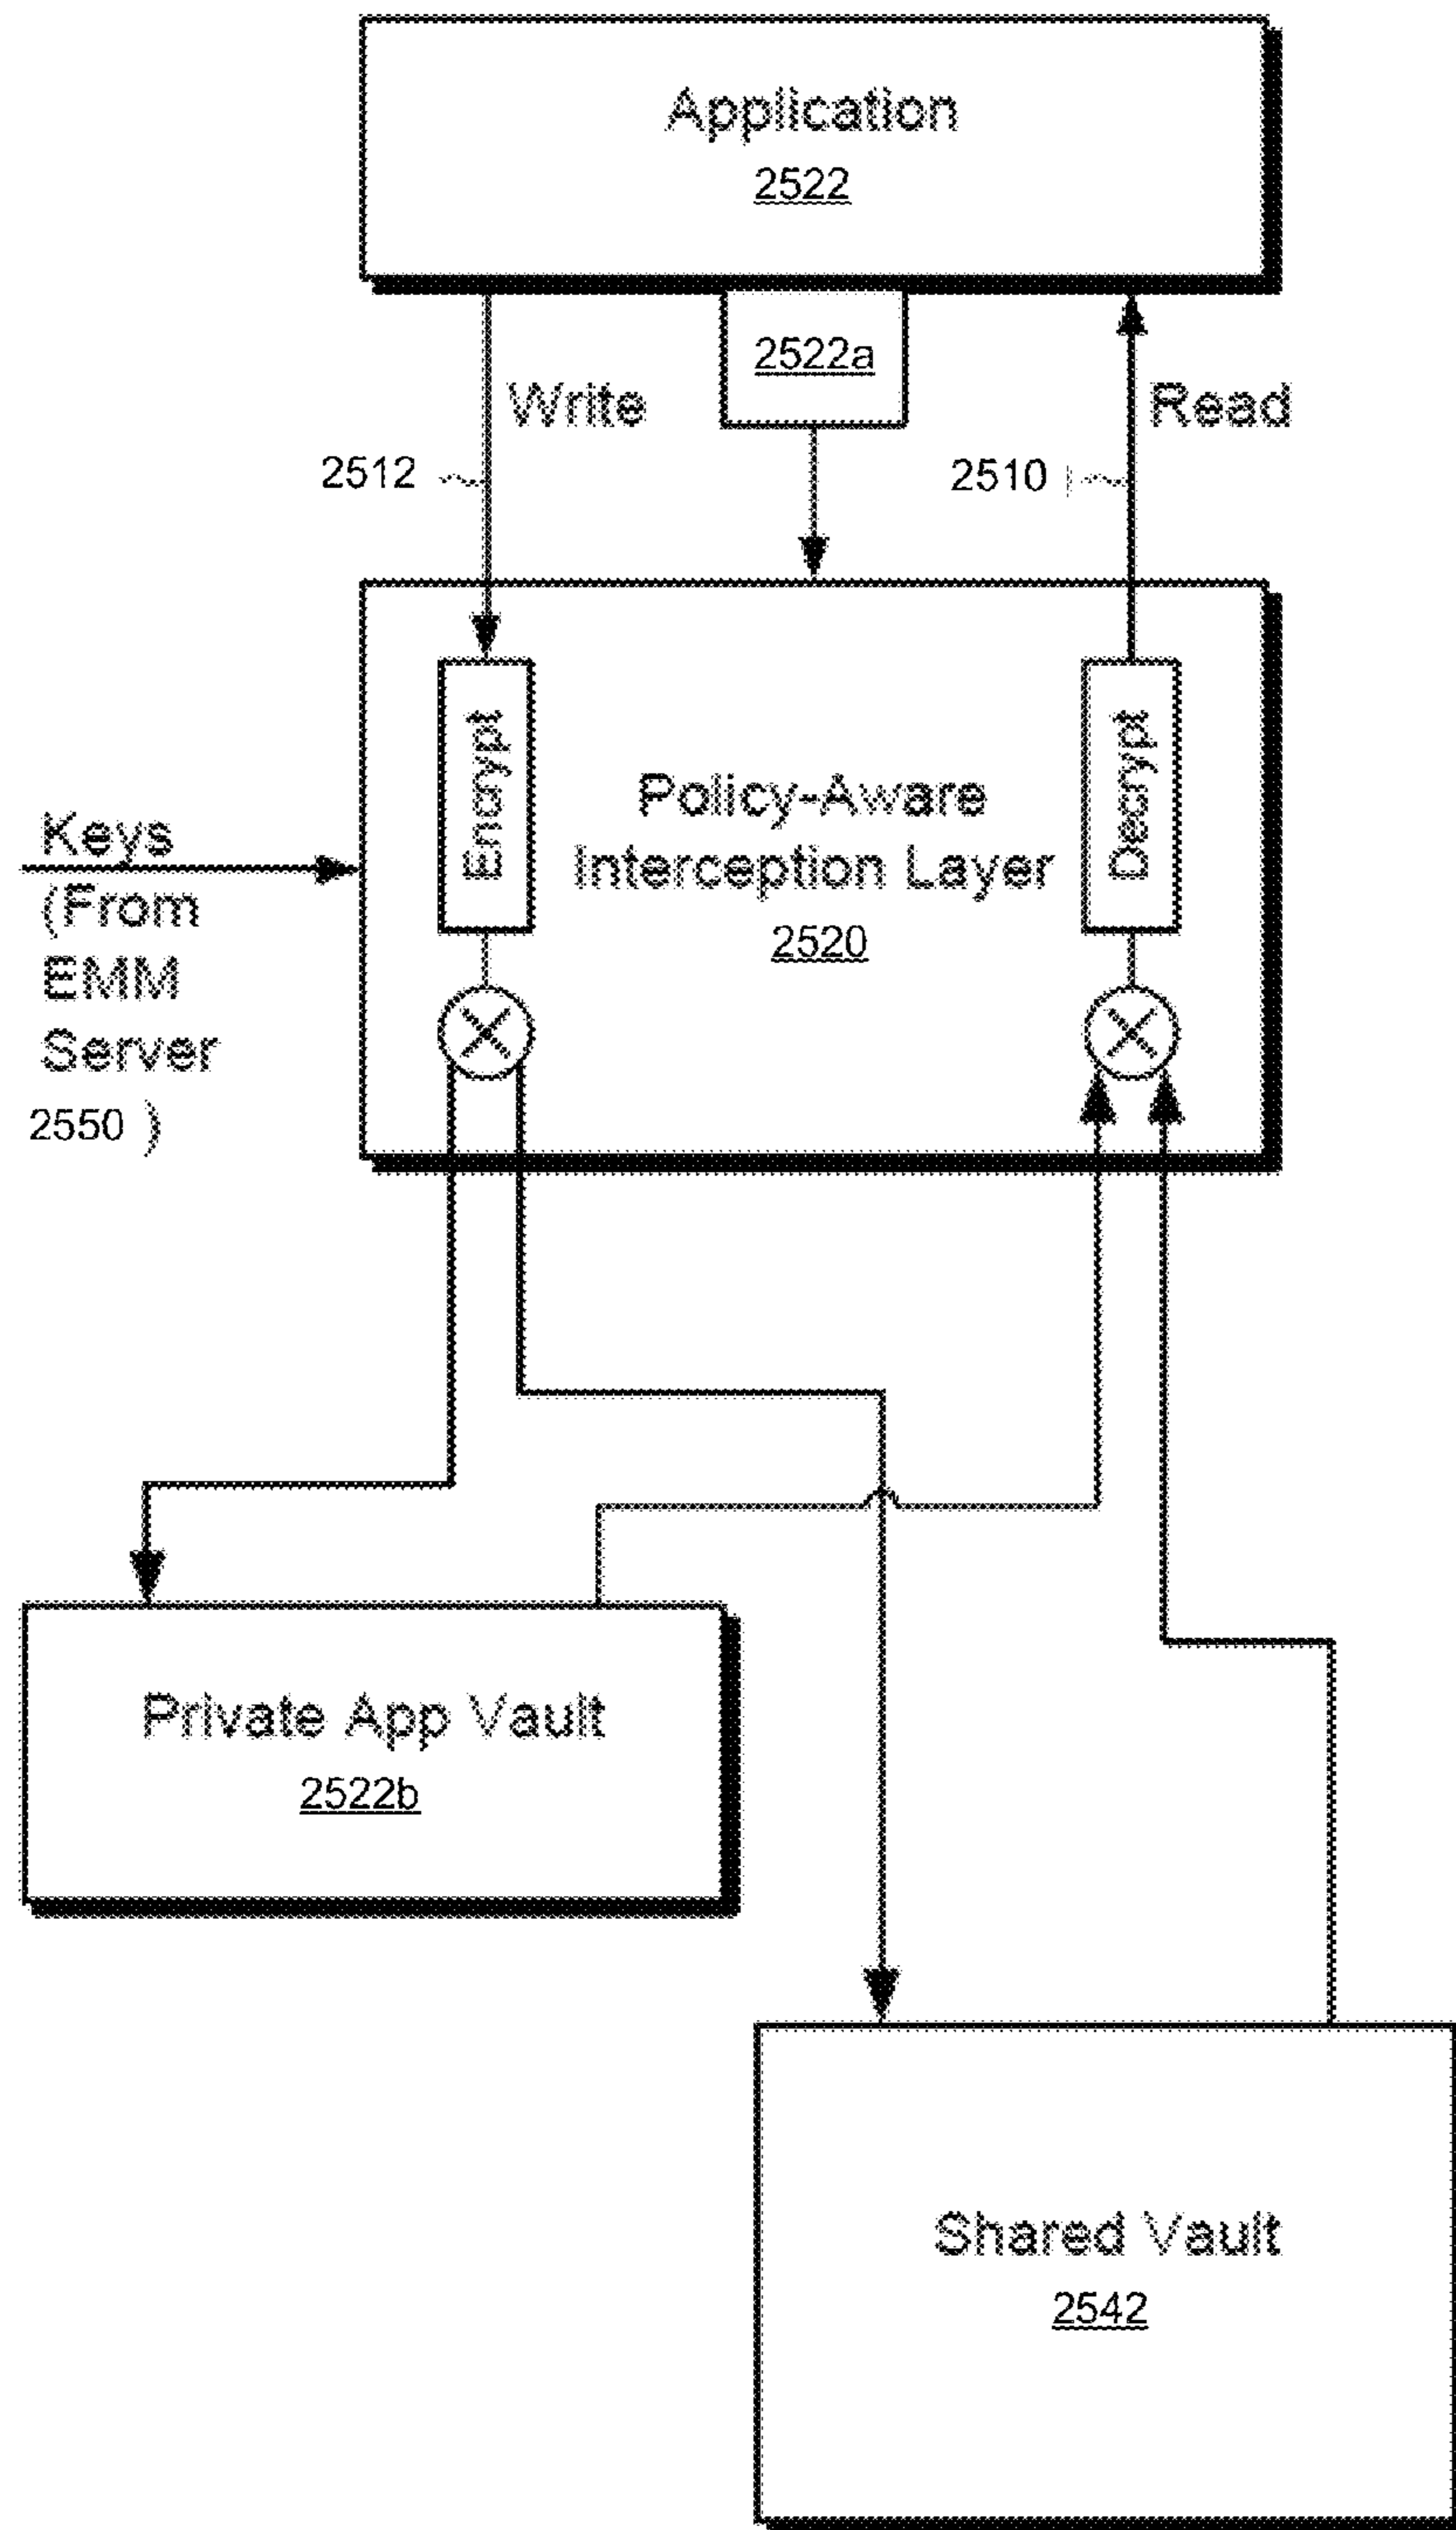 Application
2522
2522a
Write
Read
2512
2510
Encrypt
Decrypt
Policy-Aware
Interception Layer
2520
Keys
(From
EMM
Server
2550 )
Private App Vault
2522b
Shared Vault
2542